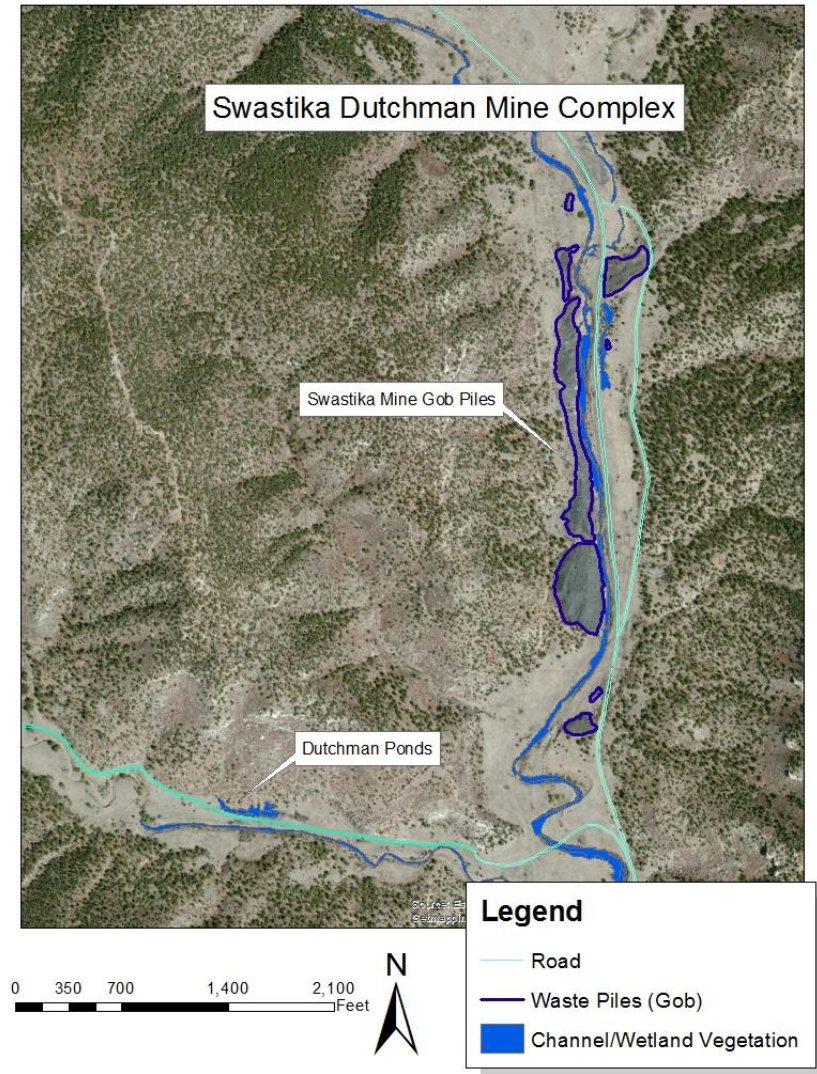 Swastika Dutchman Mine Complex
Swastika Mine Gob Piles
Dutchman Ponds
Legend
Road
Waste Piles (Gob)
Channel/Wetland Vegetation
N
0 350 700 1,400 2,100
Feet